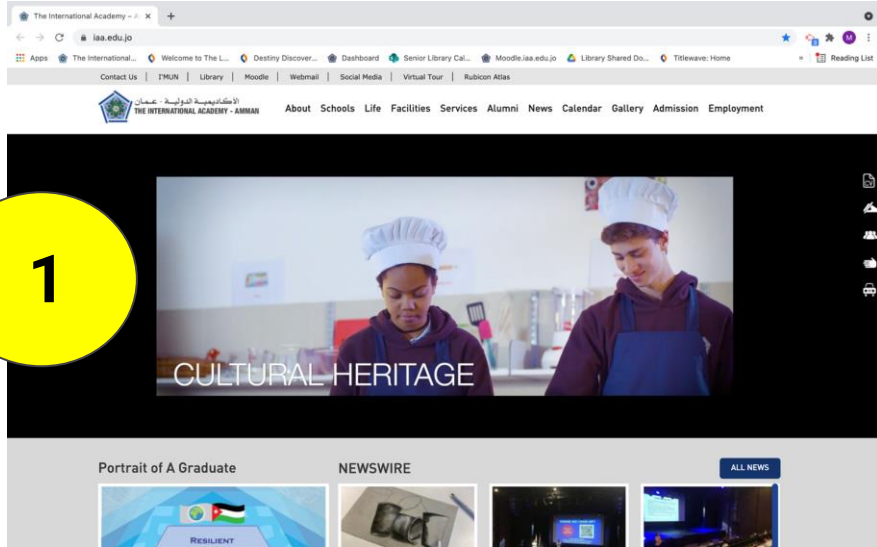 The International Academy – A
iaa.edu.jo
M
Apps
The International...
Welcome to The L...
Destiny Discover...
Dashboard
Senior Library Cal...
Moodle.iaa.edu.jo
Library Shared Do...
Titlewave: Home
»
Reading List
Contact Us | I'MUN | Library | Moodle | Webmail | Social Media | Virtual Tour | Rubicon Atlas
الأكاديمية الدولية - عمان
THE INTERNATIONAL ACADEMY - AMMAN
About Schools Life Facilities Services Alumni News Calendar Gallery Admission Employment
CV
1
CULTURAL HERITAGE
Portrait of A Graduate
NEWSWIRE
ALL NEWS
RESILIENT